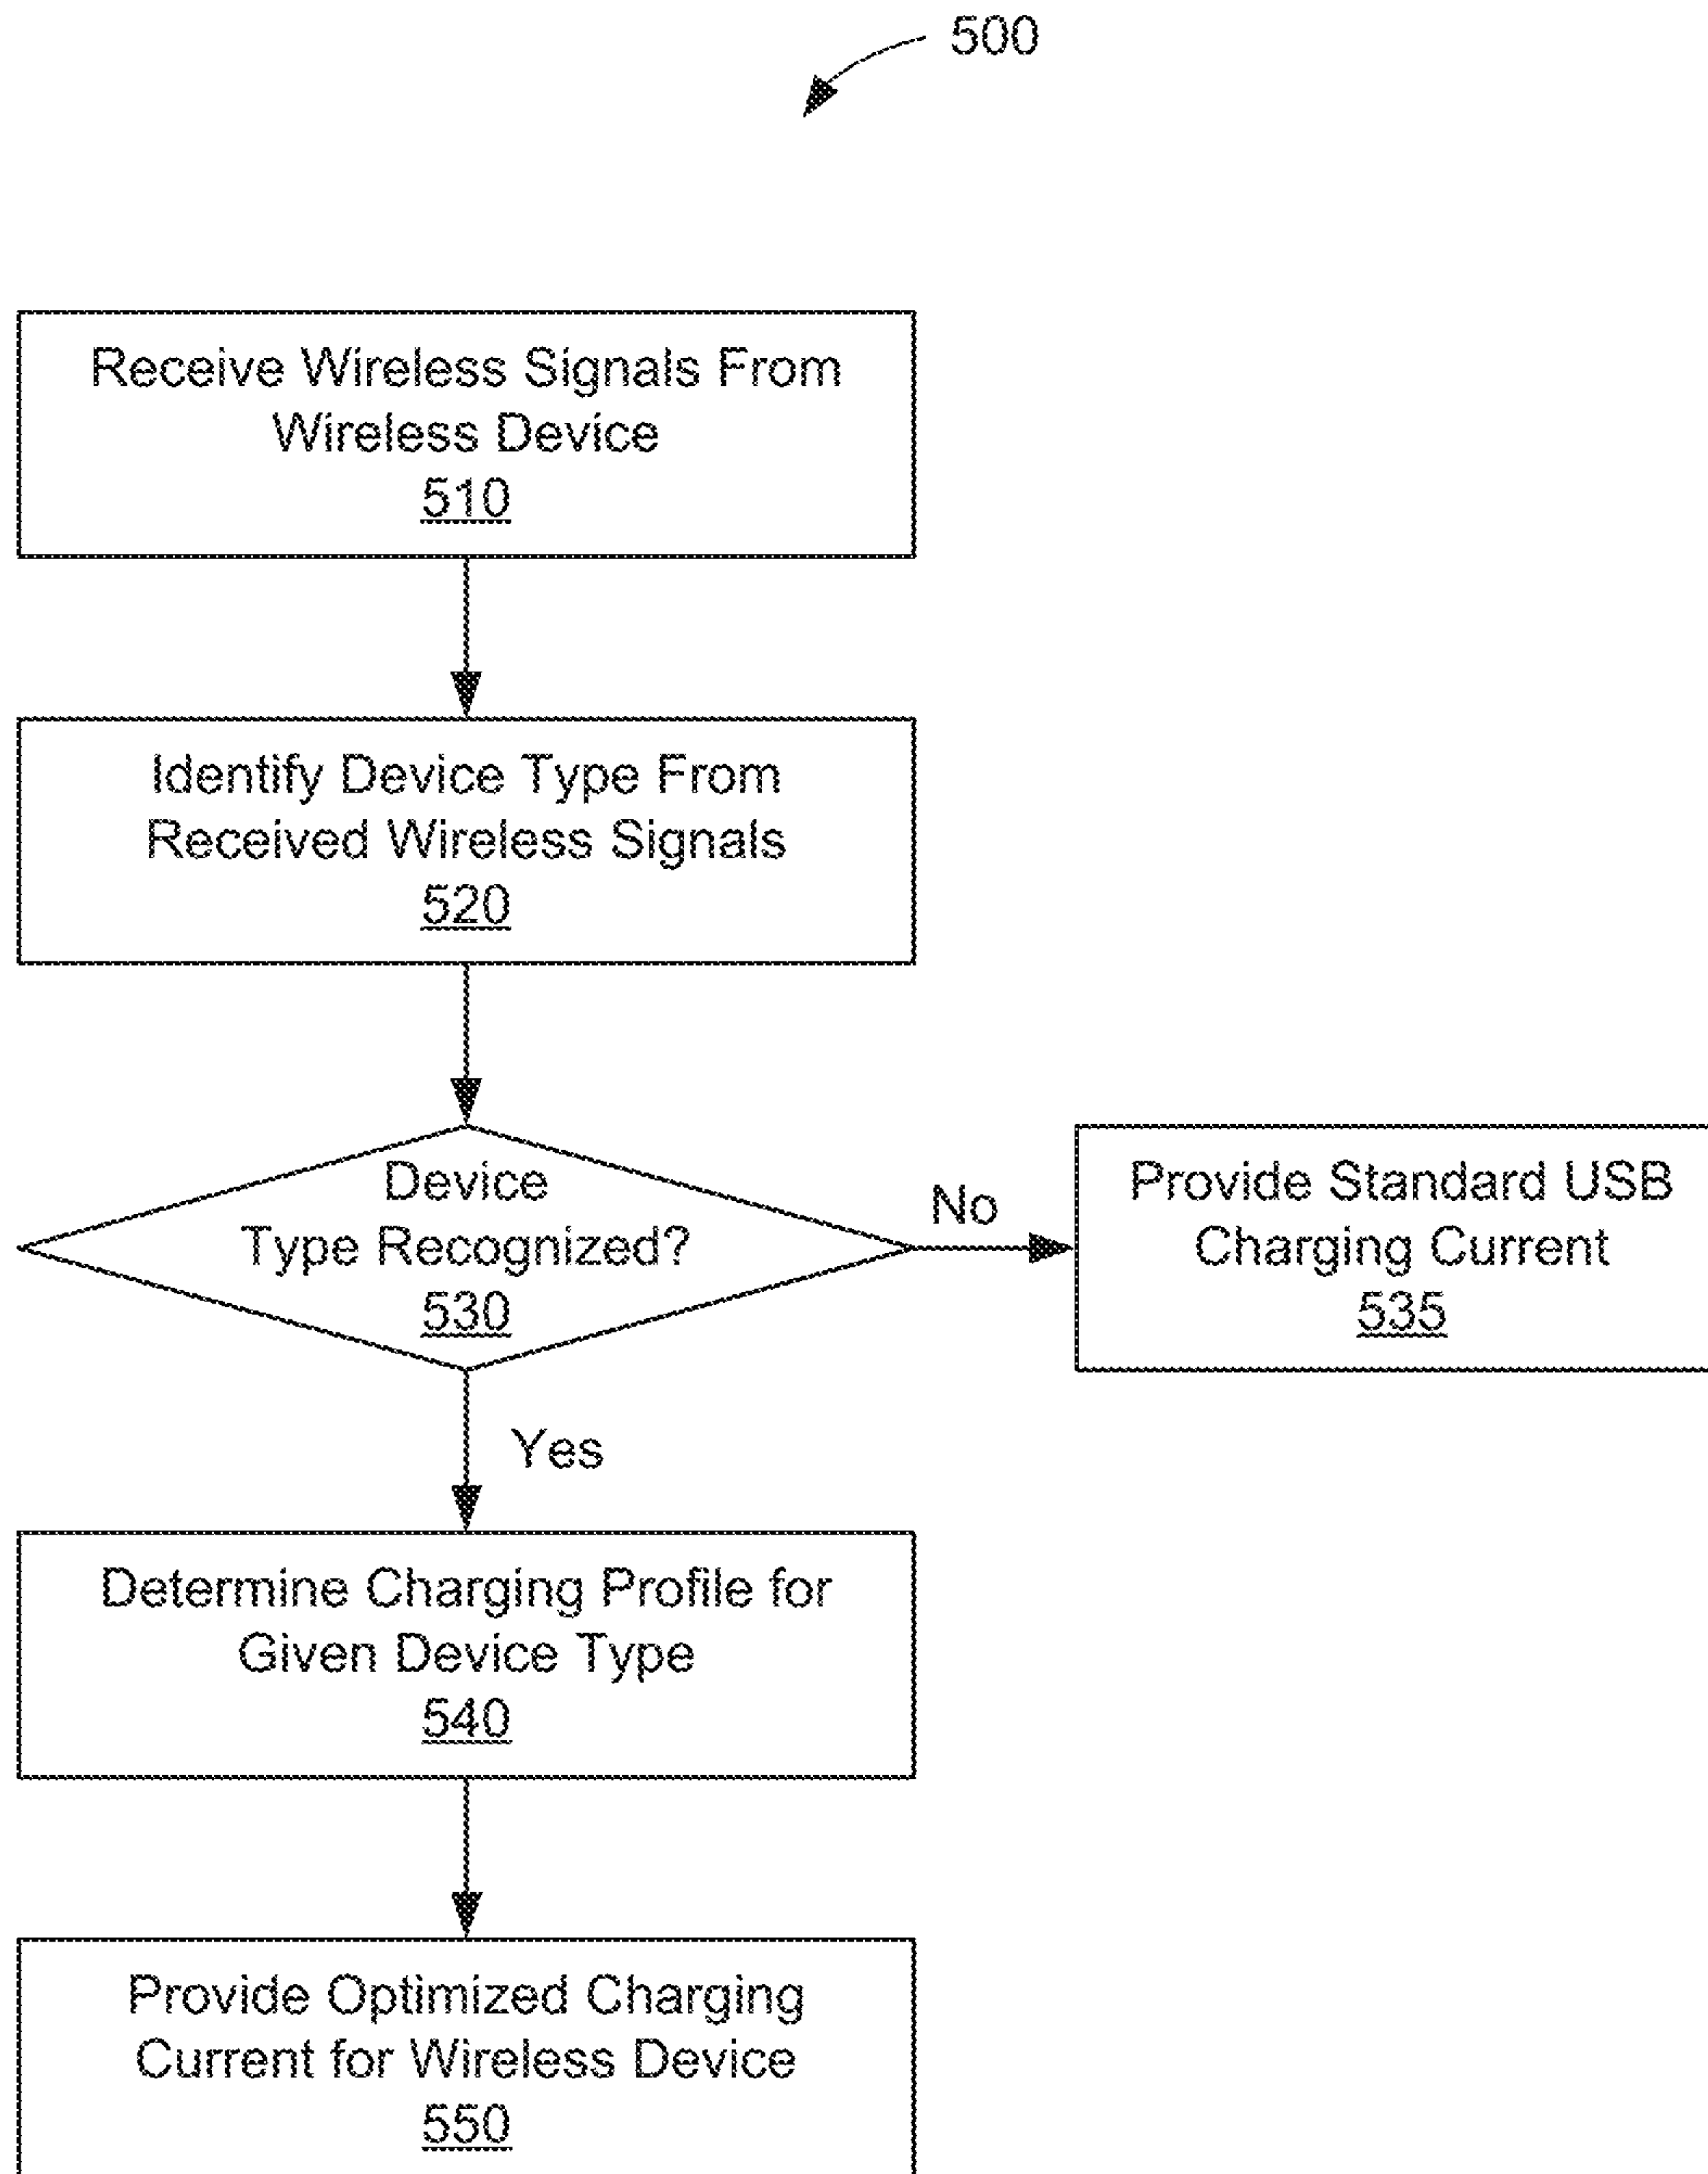 500
Receive Wireless Signals From
Wireless Device
510
Identify Device Type From
Received Wireless Signals
520
Device
Type Recognized?
530
No
Provide Standard USB
Charging Current
535
Yes
Determine Charging Profile for
Given Device Type
540
Provide Optimized Charging
Current for Wireless Device
550